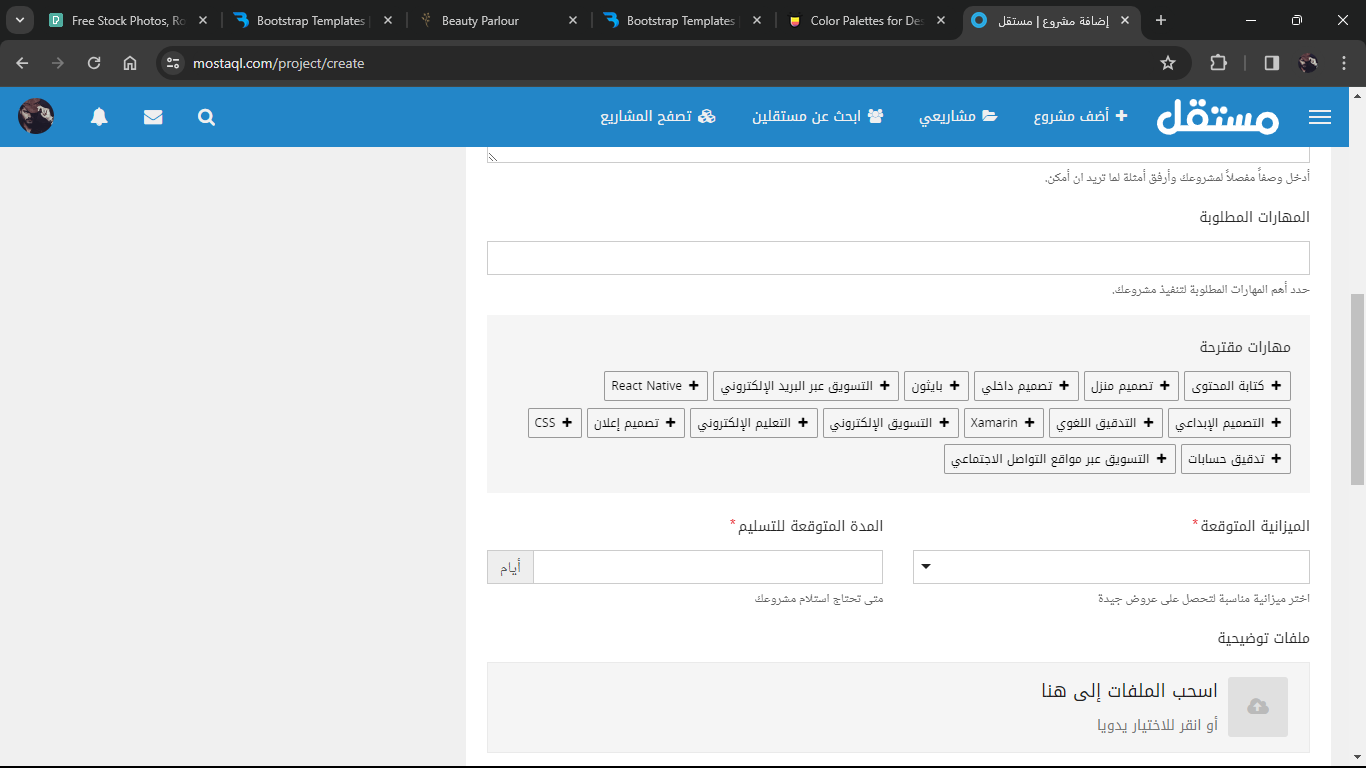 Free Stock Photos, Ro
Bootstrap Templates
Beauty Parlour
Bootstrap Templates
Color Palettes for Des
إضافة مشروع | مستقل
mostaql.com/project/create
مستقل
أضف مشروع
مشاريعي
ابحث عن مستقلين
تصفح المشاريع
أدخل وصفاً مفصلاً لمشروعك وأرفق أمثلة لما تريد ان أمكن.
المهارات المطلوبة
حدد أهم المهارات المطلوبة لتنفيذ مشروعك.
مهارات مقترحة
+ كتابة المحتوى + تصميم منزل + تصميم داخلي + بايثون + التسويق عبر البريد الإلكتروني + React Native
+ التصميم الإبداعي + التدقيق اللغوي + Xamarin + التسويق الإلكتروني + التعليم الإلكتروني + تصميم إعلان + CSS
+ تدقيق حسابات + التسويق عبر مواقع التواصل الاجتماعي
الميزانية المتوقعة *
اختر ميزانية مناسبة لتحصل على عروض جيدة
المدة المتوقعة للتسليم *
أيام
متى تحتاج استلام مشروعك
ملفات توضيحية
اسحب الملفات إلى هنا
أو انقر للاختيار يدويا